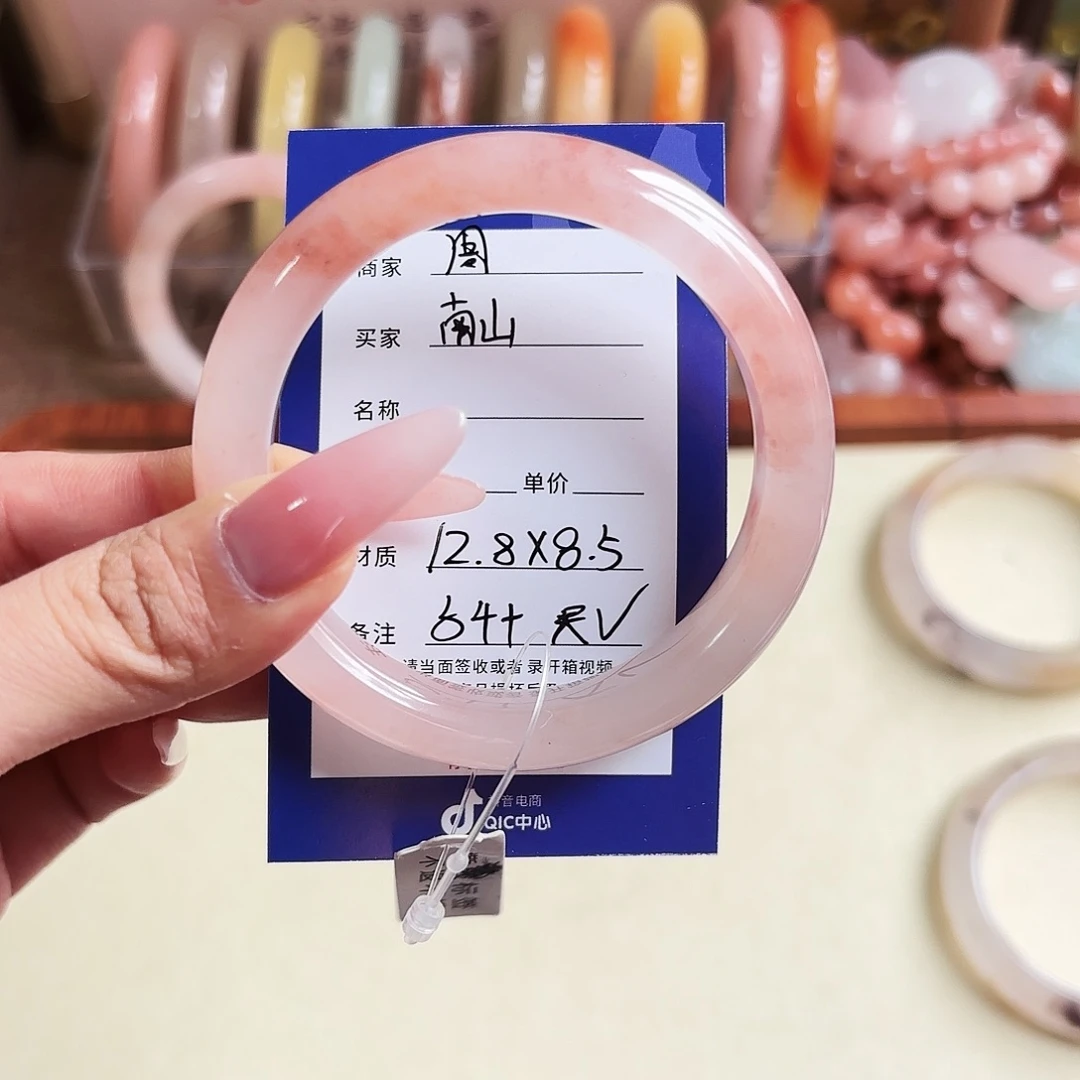 商家 周
买家 南山
名称
单价
材质 12.8X8.5
备注 64+ 灵V
请当面签收或者录开箱视频
抖音电商
QIC中心